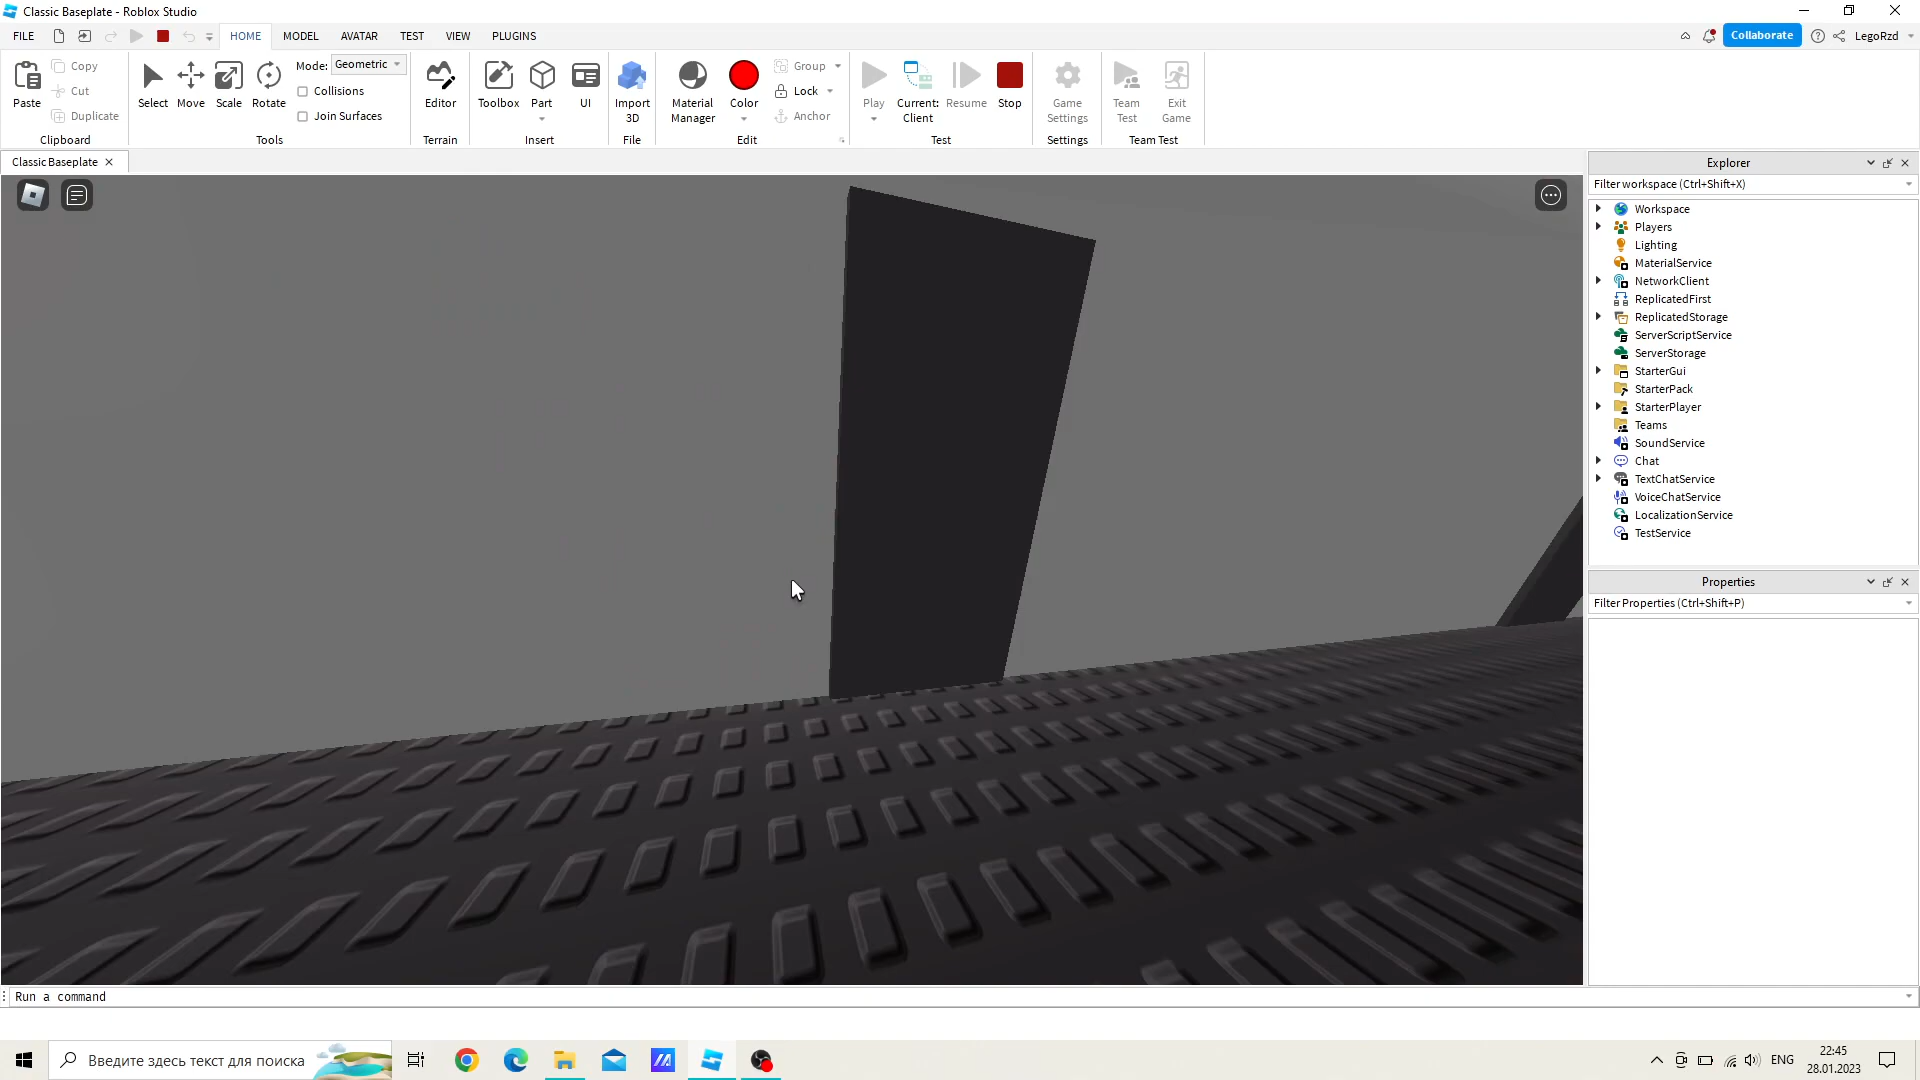 Classic Baseplate - Roblox Studio
FILE HOME MODEL AVATAR TEST VIEW PLUGINS Collaborate LegoRzd
Paste Copy Cut Duplicate Clipboard
Select Move Scale Rotate Mode: Geometric Collisions Join Surfaces Tools
Editor Terrain
Toolbox Part UI Insert
Import 3D File
Material Manager Color Group Lock Anchor Edit
Play Current: Client Resume Stop Test
Game Settings Settings
Team Test Exit Game Team Test
Classic Baseplate
Explorer
Filter workspace (Ctrl+Shift+X)
Workspace
Players
Lighting
MaterialService
NetworkClient
ReplicatedFirst
ReplicatedStorage
ServerScriptService
ServerStorage
StarterGui
StarterPack
StarterPlayer
Teams
SoundService
Chat
TextChatService
VoiceChatService
LocalizationService
TestService
Properties
Filter Properties (Ctrl+Shift+P)
Run a command
Введите здесь текст для поиска
ENG
22:45
28.01.2023